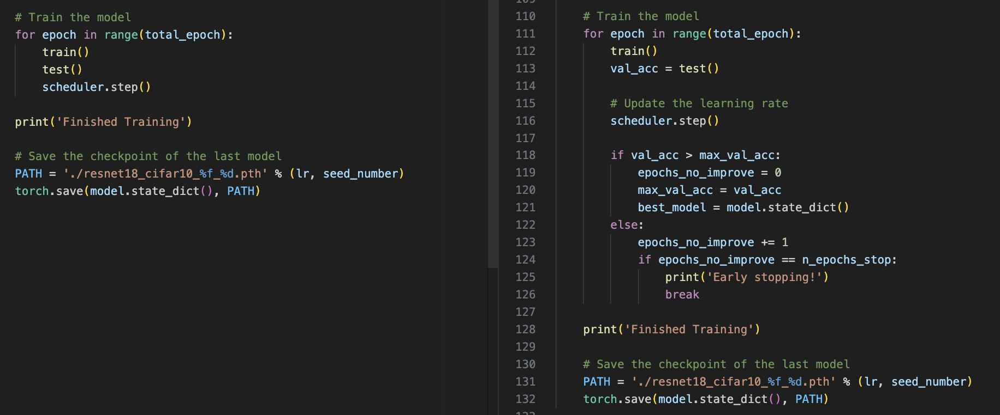 # Train the model
for epoch in range(total_epoch):
    train()
    test()
    scheduler.step()

print('Finished Training')

# Save the checkpoint of the last model
PATH = './resnet18_cifar10_%f_%d.pth' % (lr, seed_number)
torch.save(model.state_dict(), PATH)

109
110 # Train the model
111 for epoch in range(total_epoch):
112     train()
113     val_acc = test()
114
115     # Update the learning rate
116     scheduler.step()
117
118     if val_acc > max_val_acc:
119         epochs_no_improve = 0
120         max_val_acc = val_acc
121         best_model = model.state_dict()
122     else:
123         epochs_no_improve += 1
124         if epochs_no_improve == n_epochs_stop:
125             print('Early stopping!')
126             break
127
128 print('Finished Training')
129
130 # Save the checkpoint of the last model
131 PATH = './resnet18_cifar10_%f_%d.pth' % (lr, seed_number)
132 torch.save(model.state_dict(), PATH)
133